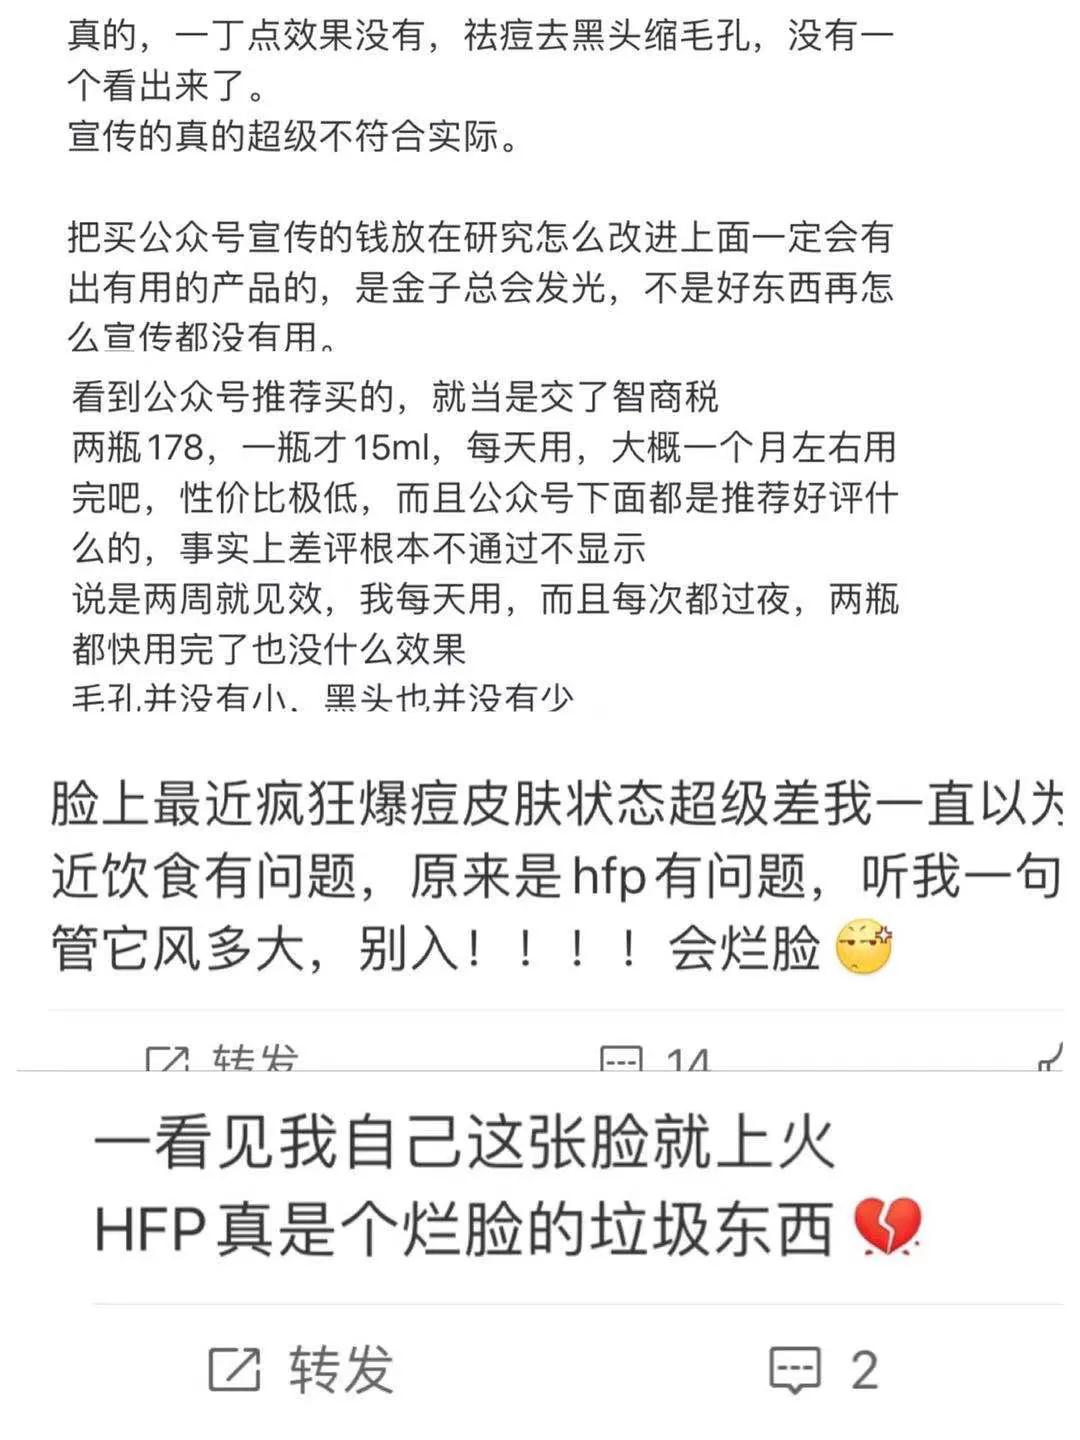 真的，一丁点效果没有，祛痘去黑头缩毛孔，没有一
个看出来了。
宣传的真的超级不符合实际。
把买公众号宣传的钱放在研究怎么改进上面一定会有
出有用的产品的，是金子总会发光，不是好东西再怎
么宣传都没有用。
看到公众号推荐买的，就当是交了智商税
两瓶178，一瓶才15ml，每天用，大概一个月左右用
完吧，性价比极低，而且公众号下面都是推荐好评什
么的，事实上差评根本不通过不显示
说是两周就见效，我每天用，而且每次都过夜，两瓶
都快用完了也没什么效果
毛孔并没有小，黑头也并没有少
脸上最近疯狂爆痘皮肤状态超级差我一直以为
近饮食有问题，原来是hfp有问题，听我一句
管它风多大，别入！！！！会烂脸😡
转发 14
一看见我自己这张脸就上火
HFP真是个烂脸的垃圾东西💔
转发 2